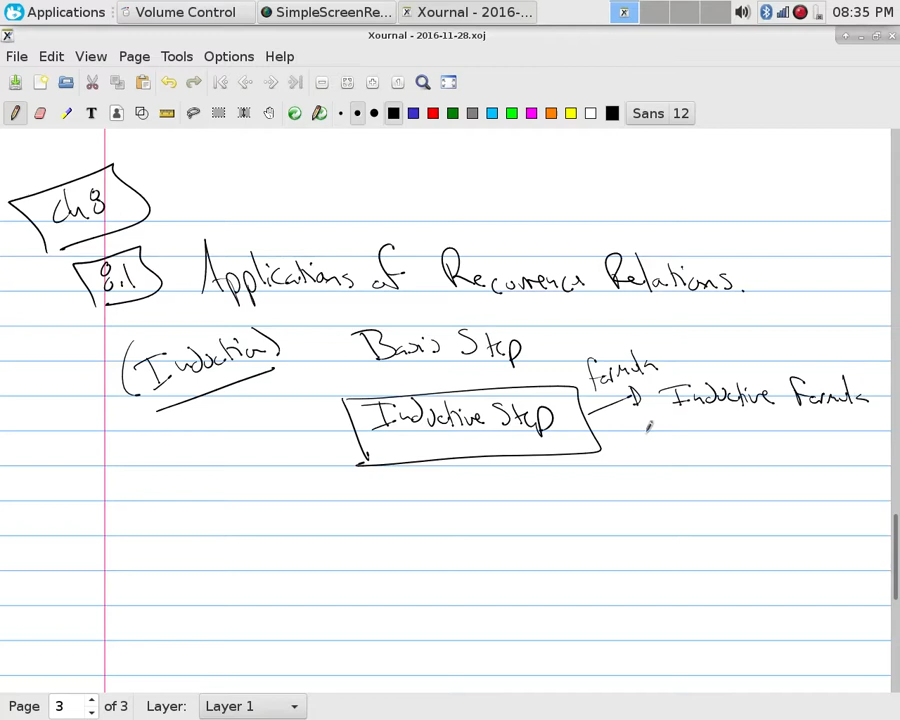 Applications Volume Control SimpleScreenRe... Xournal - 2016-... 08:35 PM
Xournal - 2016-11-28.xoj
File Edit View Page Tools Options Help
Sans 12
Ch 8
8.1 Applications of Recurrence Relations.
(Induction) Basis Step
formula
Inductive Step Inductive Formula
Page 3 of 3 Layer: Layer 1